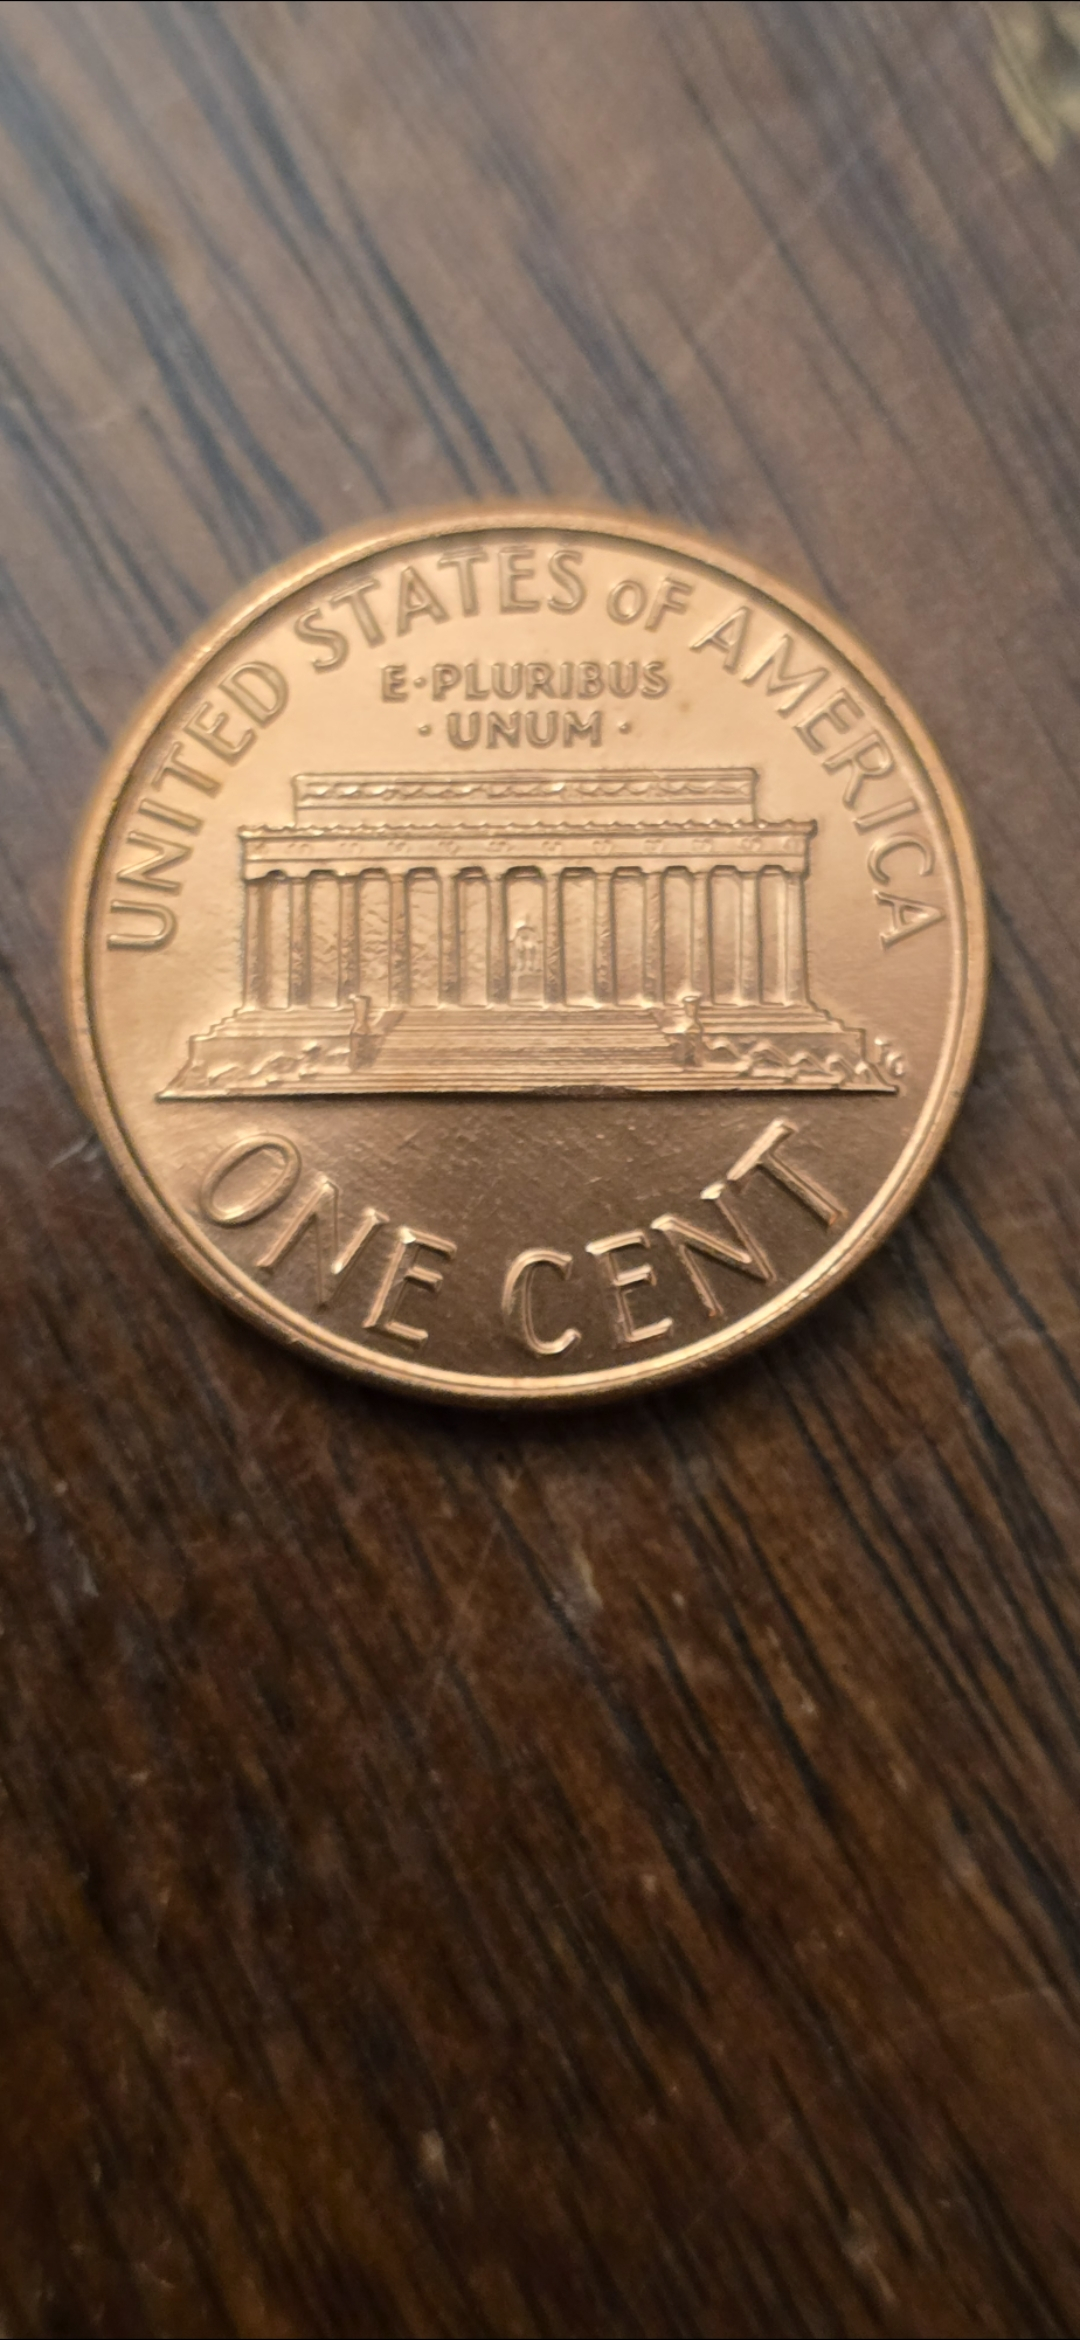 UNITED STATES OF AMERICA
E·PLURIBUS
·UNUM·
ONE CENT